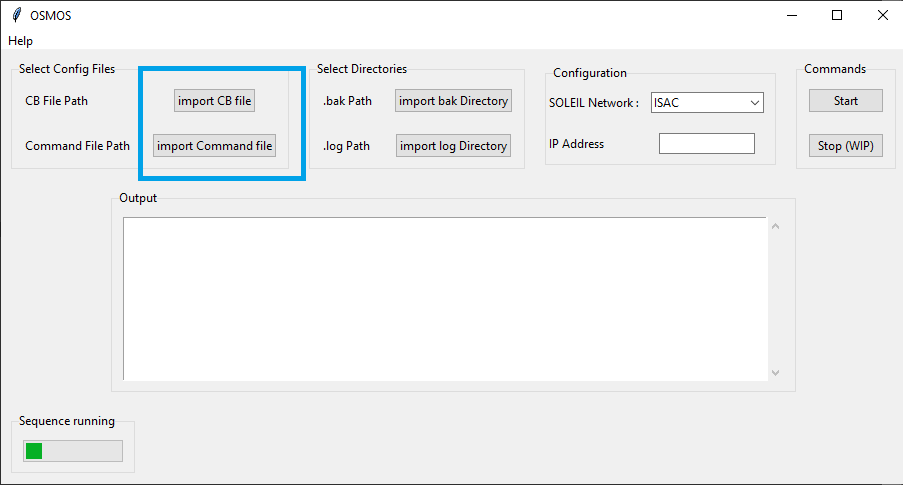 OSMOS
Help
Select Config Files
CB File Path
import CB file
Command File Path
import Command file
Select Directories
.bak Path
import bak Directory
.log Path
import log Directory
Configuration
SOLEIL Network :
ISAC
IP Address
Commands
Start
Stop (WIP)
Output
Sequence running